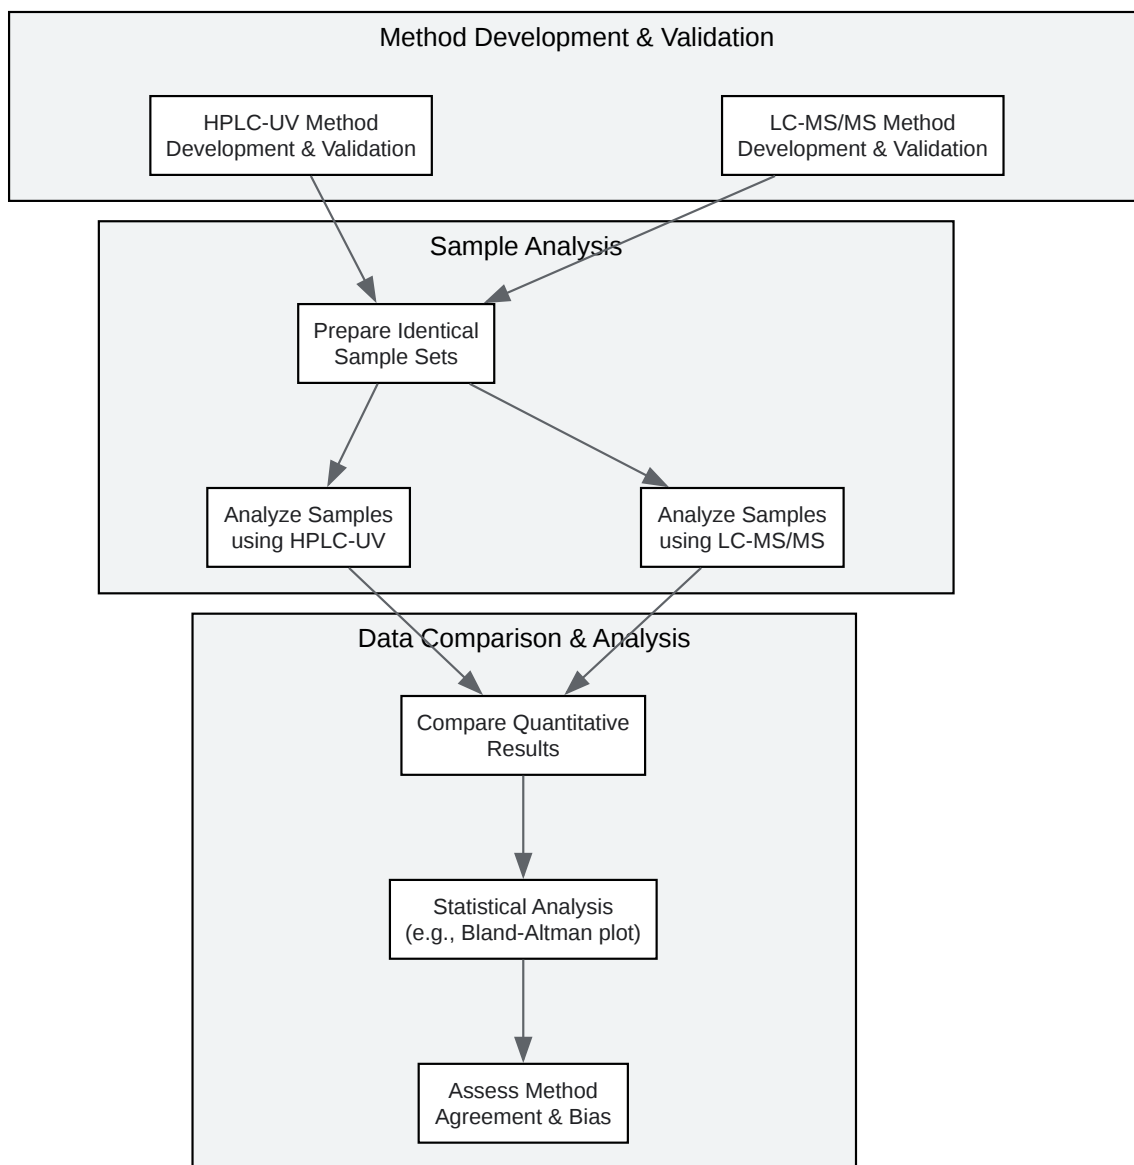 Method Development & Validation
HPLC-UV Method
Development & Validation
LC-MS/MS Method
Development & Validation
Sample Analysis
Prepare Identical
Sample Sets
Analyze Samples
using HPLC-UV
Analyze Samples
using LC-MS/MS
Data Comparison & Analysis
Compare Quantitative
Results
Statistical Analysis
(e.g., Bland-Altman plot)
Assess Method
Agreement & Bias